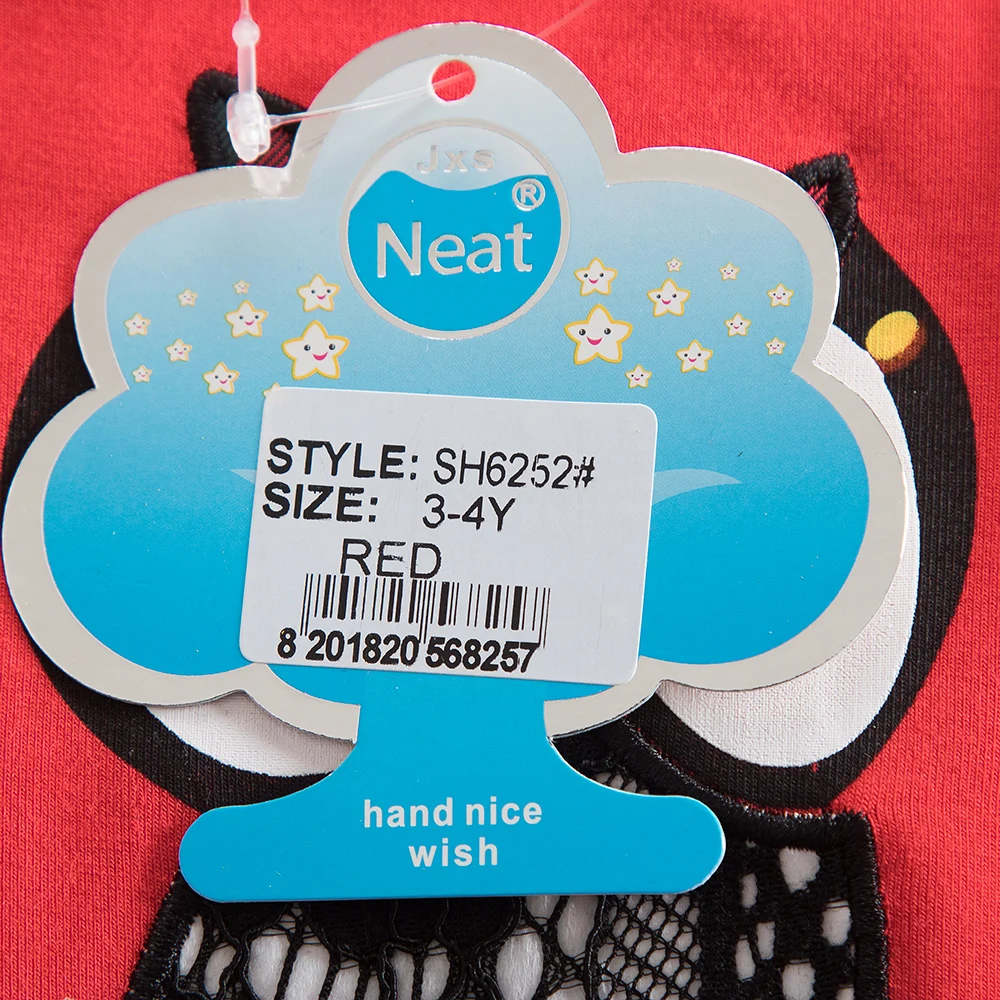 Jxs
®
Neat
STYLE: SH6252#
SIZE: 3-4Y
RED
8 201820 568257
hand nice
wish